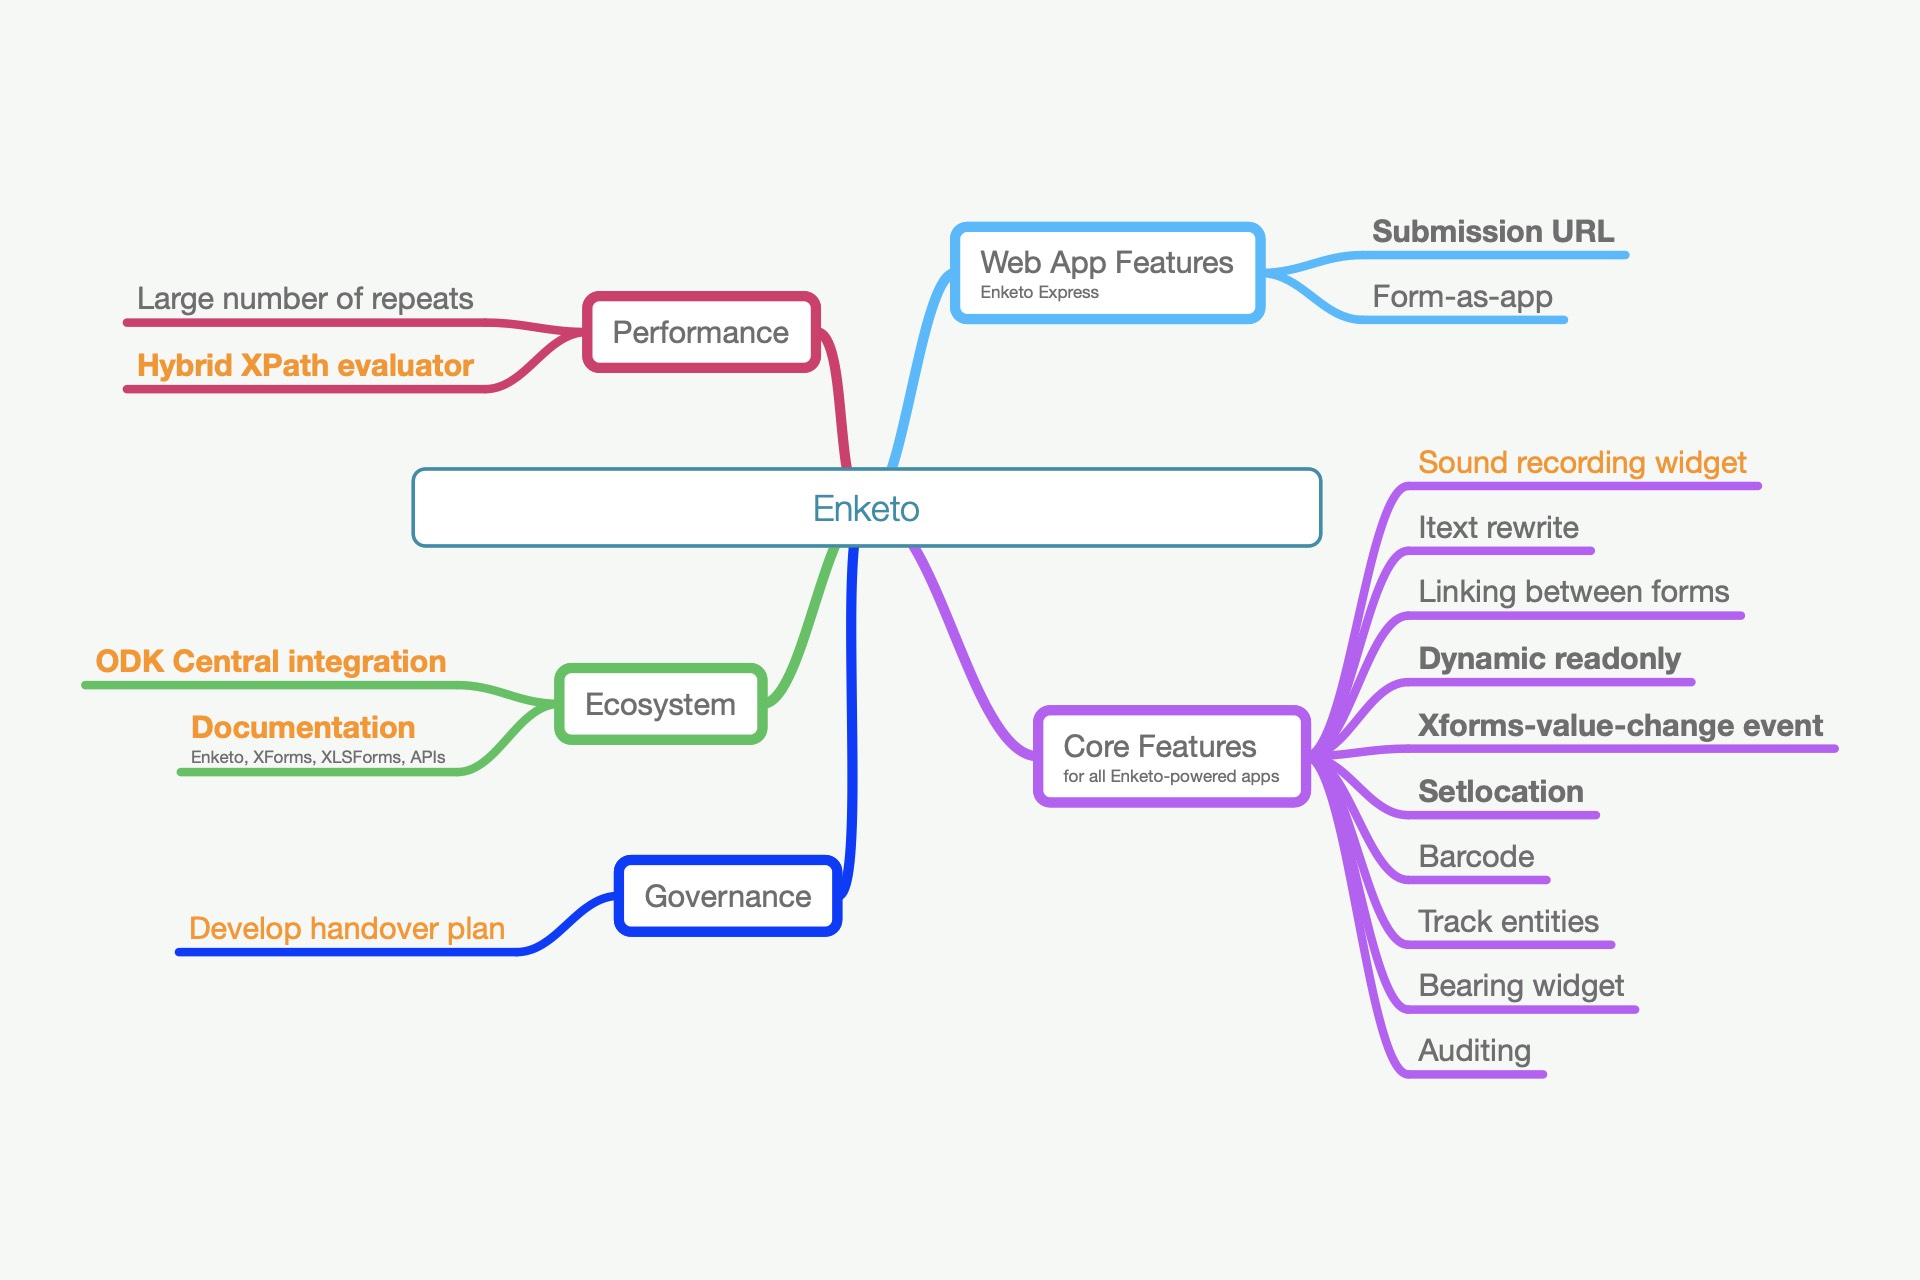 Submission URL
Web App Features
Enketo Express
Form-as-app
Large number of repeats
Performance
Hybrid XPath evaluator
Enketo
Sound recording widget
Itext rewrite
Linking between forms
Dynamic readonly
Xforms-value-change event
Core Features
for all Enketo-powered apps
Setlocation
Barcode
Track entities
Bearing widget
Auditing
ODK Central integration
Ecosystem
Documentation
Enketo, XForms, XLSForms, APIs
Governance
Develop handover plan